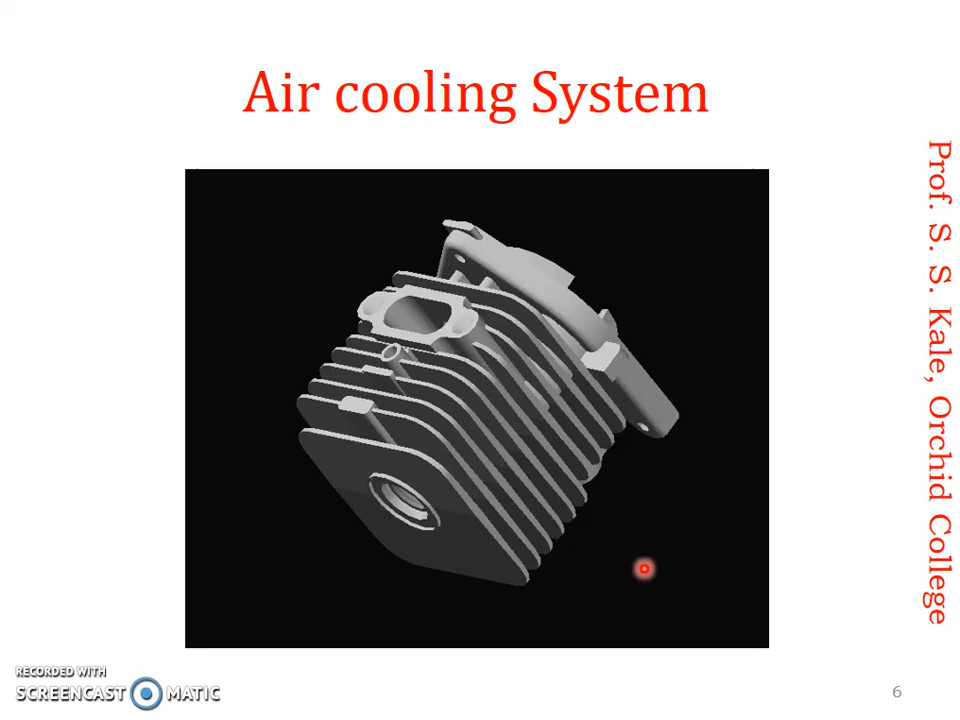 Air cooling System
Prof. S. S. Kale, Orchid College
RECORDED WITH
SCREENCAST MATIC
6